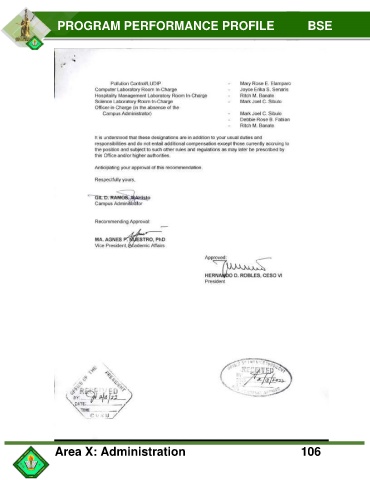 PROGRAM PERFORMANCE PROFILE BSE
Pollution Control/LUDIP - Mary Rose E. Elamparo
Computer Laboratory Room In-Charge - Joyce Erika S. Senaris
Hospitality Management Laboratory Room In-Charge - Ritch M. Banate
Science Laboratory Room In-Charge - Mark Joel C. Sibulo
Officer-In Charge (in the absence of the
Campus Administrator) - Mark Joel C. Sibulo
- Debbie Rose B. Fabian
- Ritch M. Banate
It is understood that these designations are in addition to your usual duties and
responsibilities and do not entail additional compensation except those currently accruing to
the position and subject to such other rules and regulations as may later be prescribed by
this Office and/or higher authorities.
Anticipating your approval of this recommendation.
Respectfully yours,
GIL D. RAMOS,
Campus Administrator
Recommending Approval:
MA. AGNES P. NUESTRO, PhD
Vice President, Academic Affairs
Approved:
HERNANDO D. ROBLES, CESO VI
President
OFFICE OF THE PRESIDENT
RECEIVED
BY:
DATE:
TIME:
RECEIVED
Area X: Administration 106